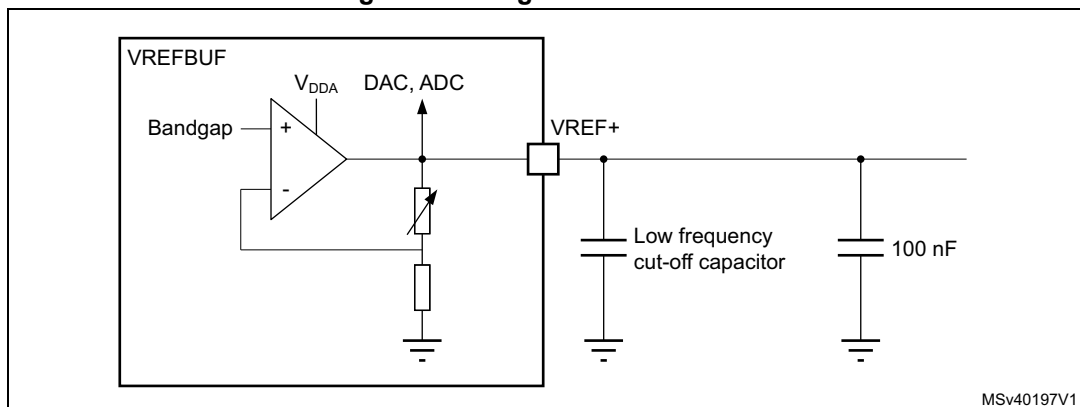 VREFBUF
VDDA
DAC, ADC
Bandgap
+
-
VREF+
Low frequency
cut-off capacitor
100 nF
MSv40197V1